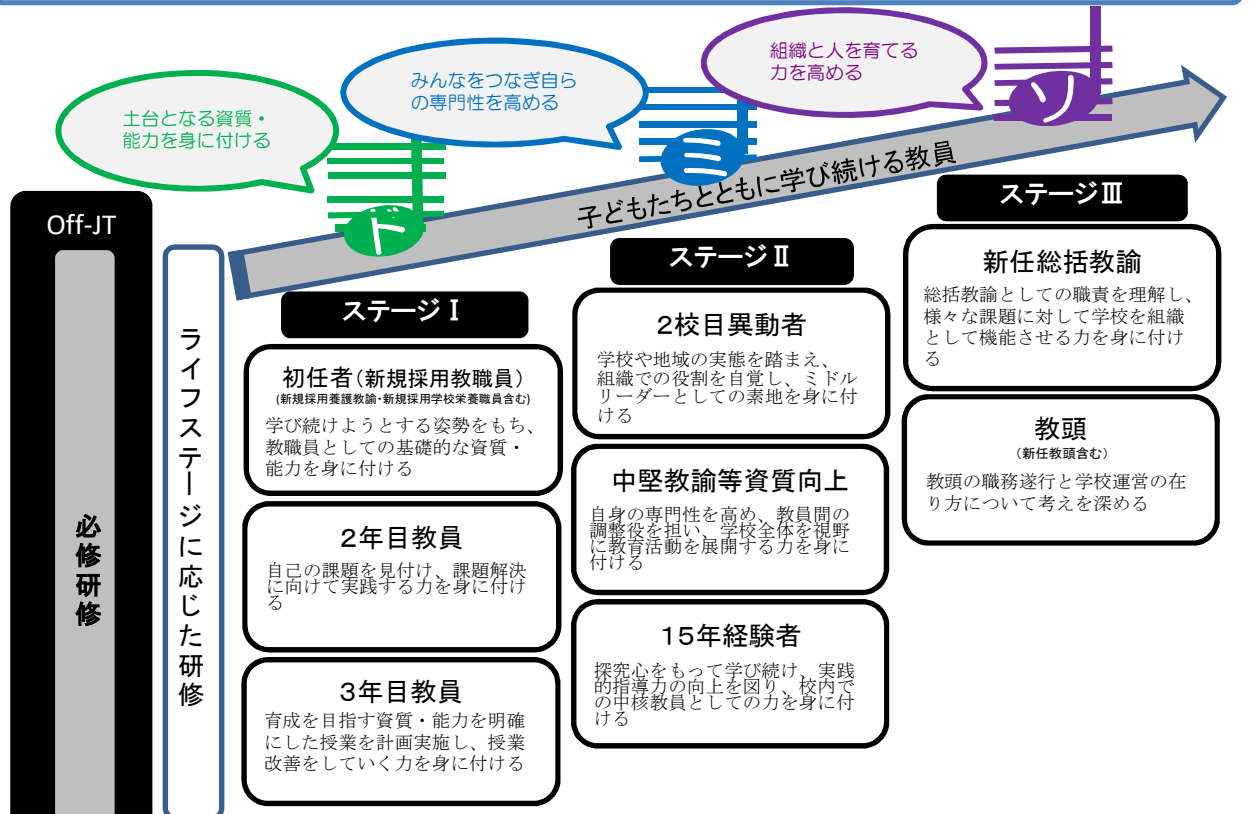 組織と人を育てる
力を高める
みんなをつなぎ自ら
の専門性を高める
土台となる資質・
能力を身に付ける
ド
ミ
ソ
子どもたちとともに学び続ける教員
Off-JT
必修研修
ライフステージに応じた研修
ステージⅠ
初任者(新規採用教職員)
(新規採用養護教諭・新規採用学校栄養職員含む)
学び続けようとする姿勢をもち、
教職員としての基礎的な資質・
能力を身に付ける
2年目教員
自己の課題を見付け、課題解決
に向けて実践する力を身に付け
る
3年目教員
育成を目指す資質・能力を明確
にした授業を計画実施し、授業
改善をしていく力を身に付ける
ステージⅡ
2校目異動者
学校や地域の実態を踏まえ、
組織での役割を自覚し、ミドル
リーダーとしての素地を身に付
ける
中堅教諭等資質向上
自身の専門性を高め、教員間の
調整役を担い、学校全体を視野
に教育活動を展開する力を身に
付ける
15年経験者
探究心をもって学び続け、実践
的指導力の向上を図り、校内で
の中核教員としての力を身に付
ける
ステージⅢ
新任総括教諭
総括教諭としての職責を理解し、
様々な課題に対して学校を組織
として機能させる力を身に付け
る
教頭
(新任教頭含む)
教頭の職務遂行と学校運営の在
り方について考えを深める